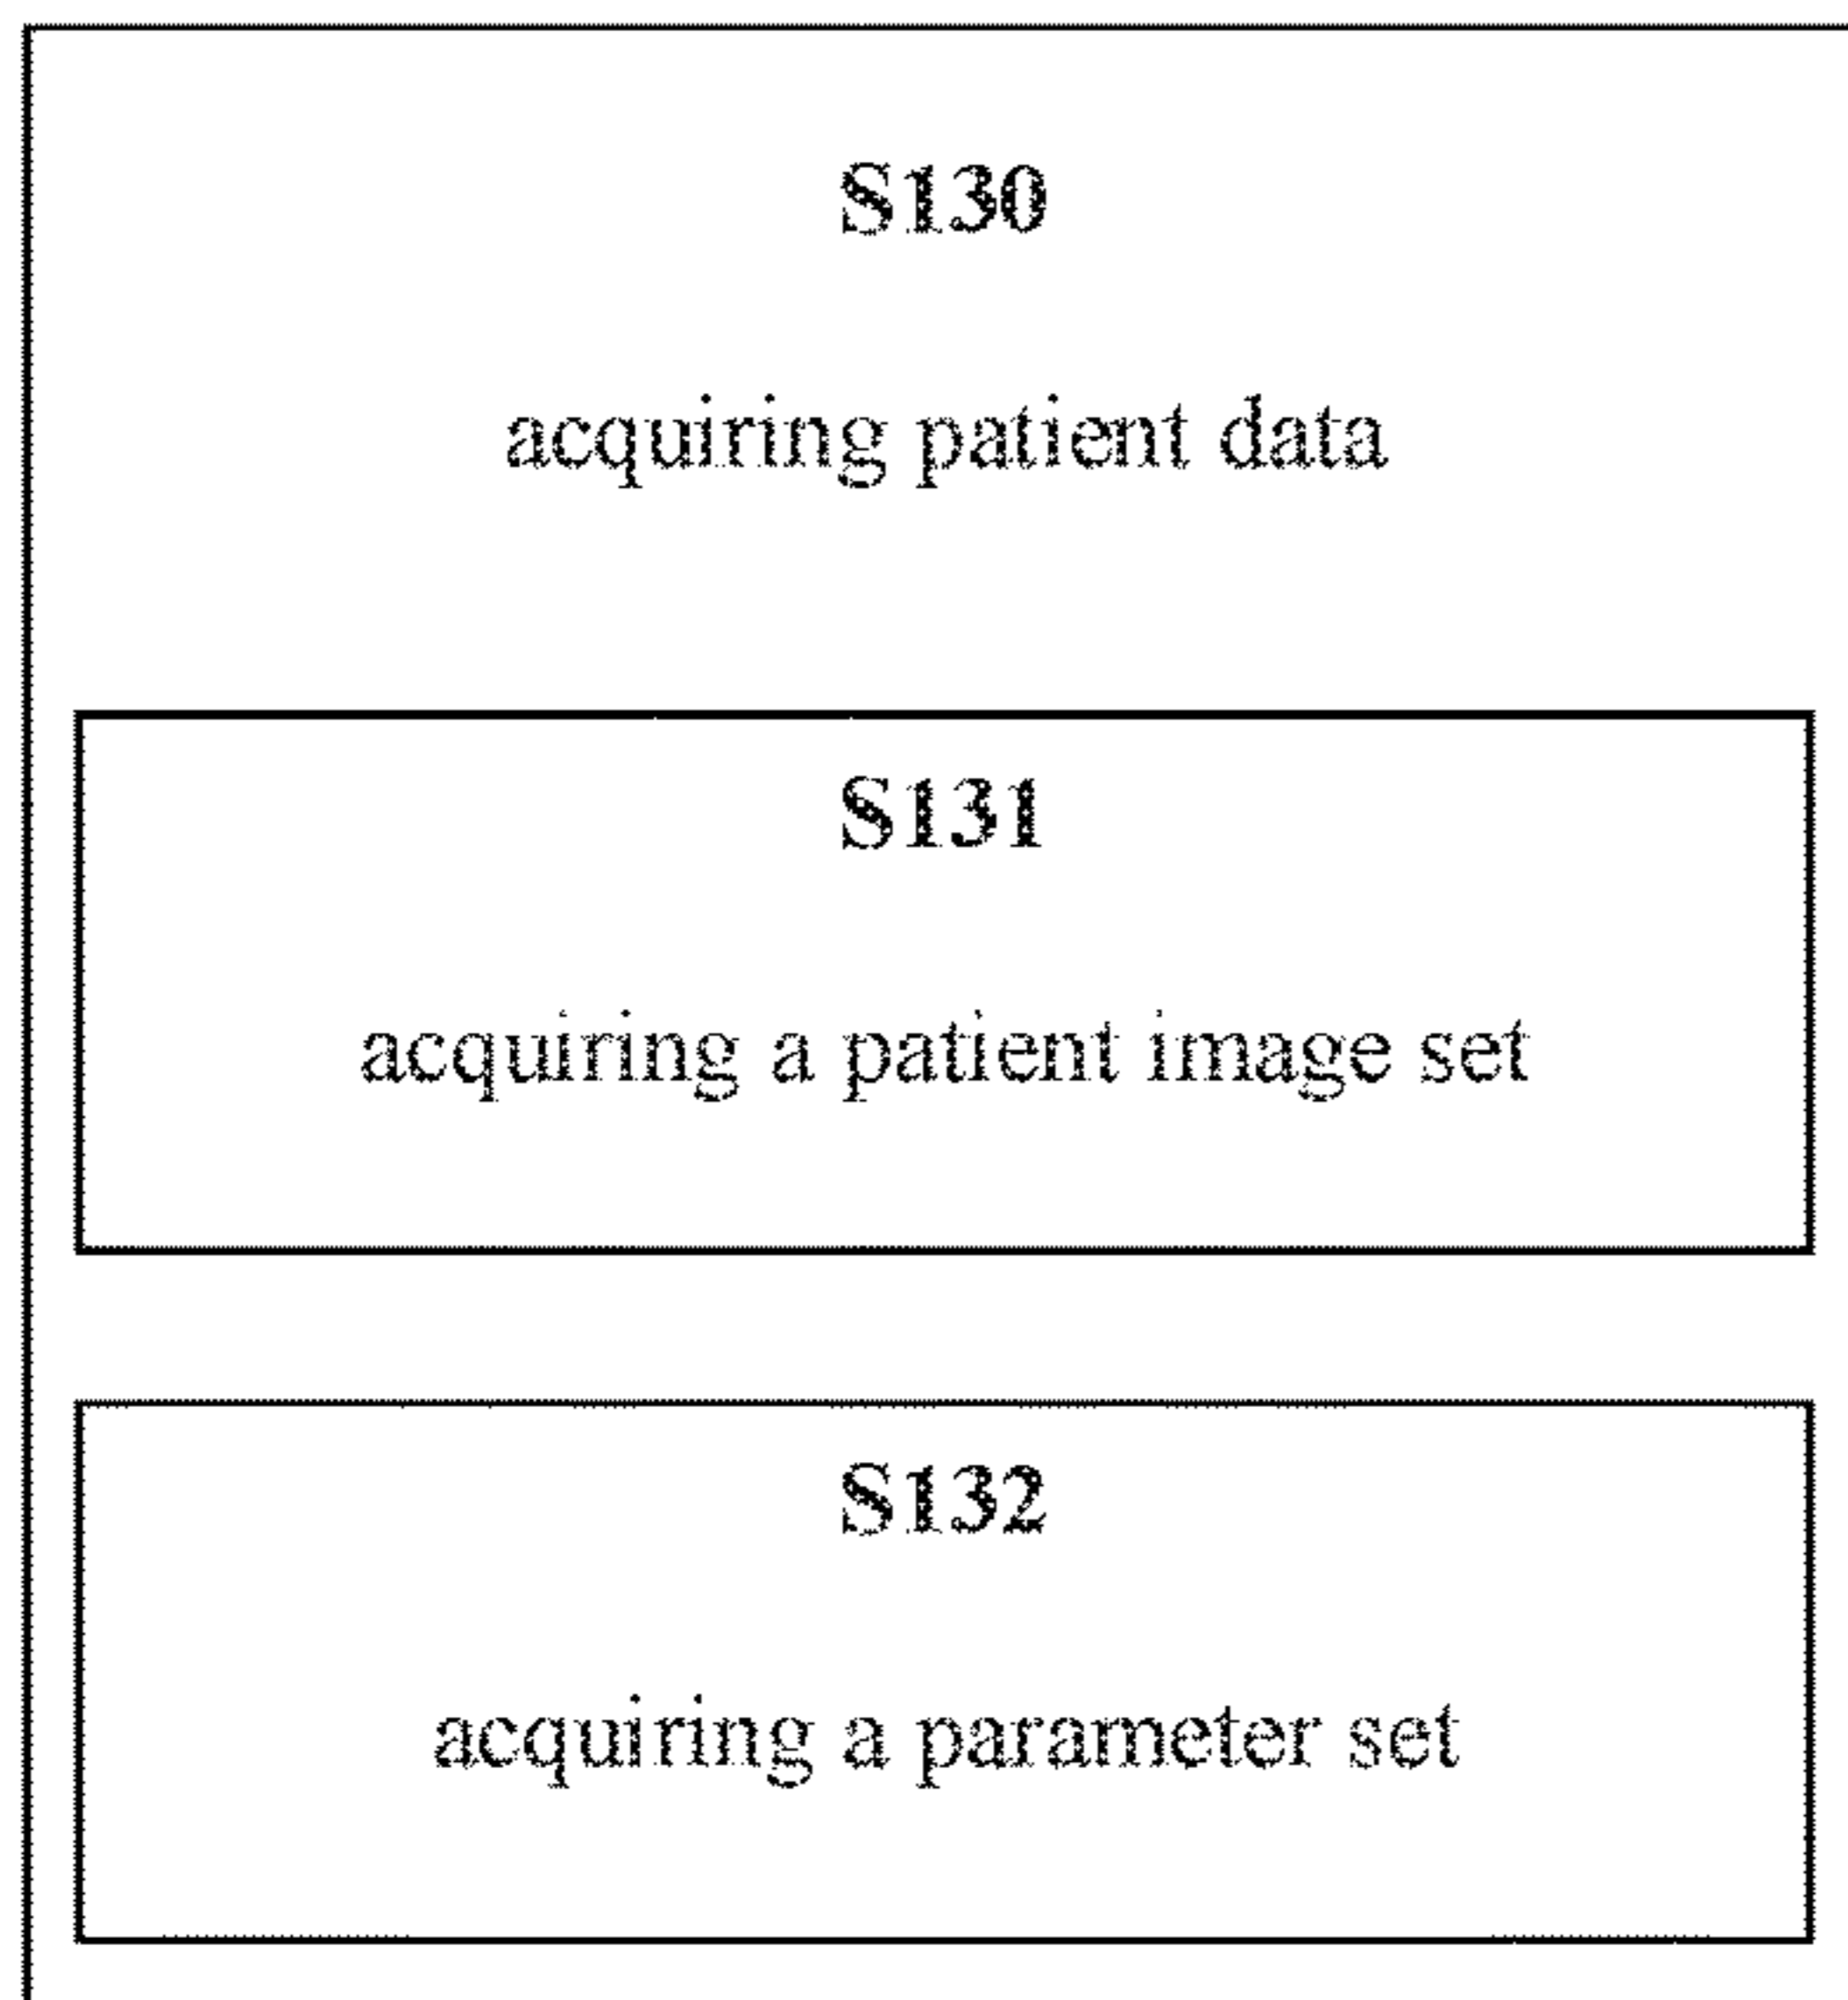 S130
acquiring patient data
S131
acquiring a patient image set
S132
acquiring a parameter set